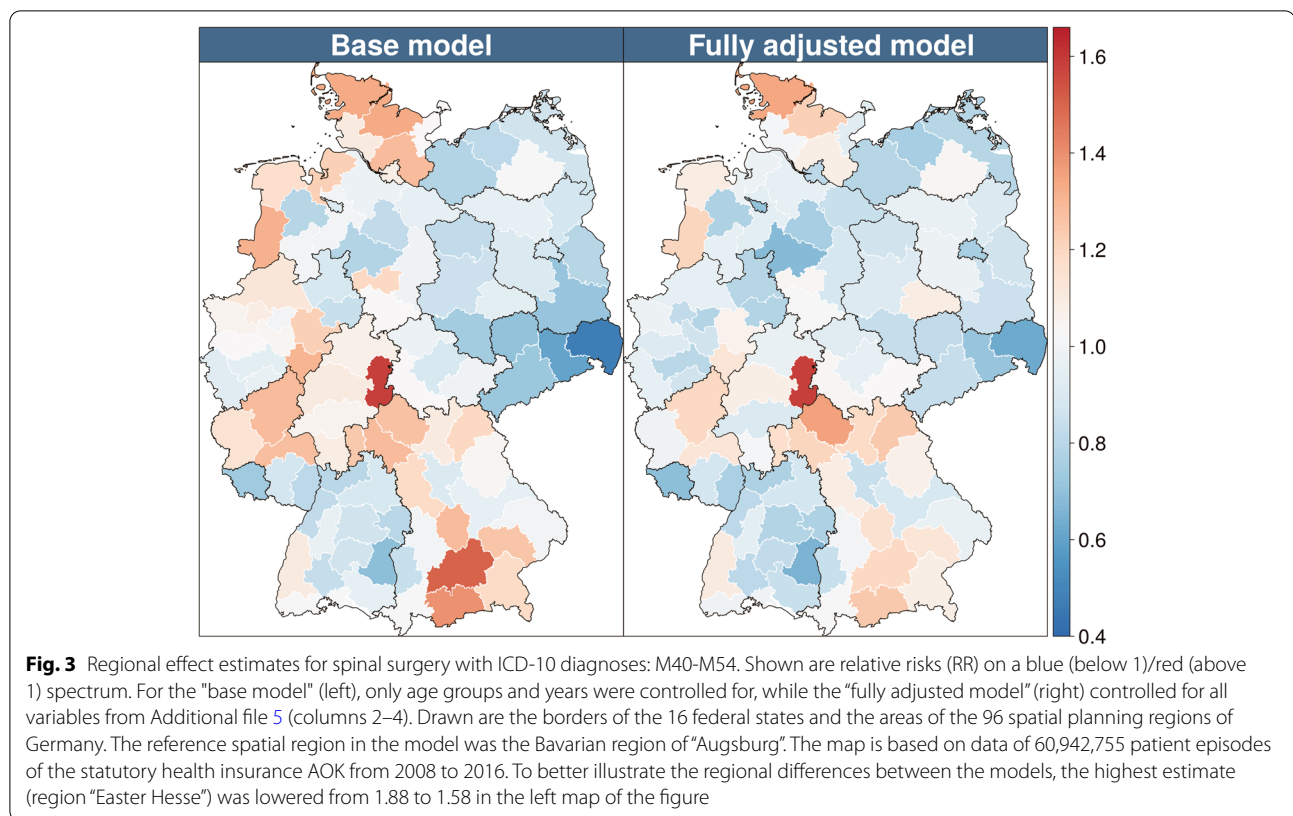 Base model
Fully adjusted model
1.6
1.4
1.2
1.0
0.8
0.6
0.4
Fig. 3 Regional effect estimates for spinal surgery with ICD-10 diagnoses: M40-M54. Shown are relative risks (RR) on a blue (below 1)/red (above
1) spectrum. For the "base model" (left), only age groups and years were controlled for, while the “fully adjusted model” (right) controlled for all
variables from Additional file 5 (columns 2–4). Drawn are the borders of the 16 federal states and the areas of the 96 spatial planning regions of
Germany. The reference spatial region in the model was the Bavarian region of “Augsburg”. The map is based on data of 60,942,755 patient episodes
of the statutory health insurance AOK from 2008 to 2016. To better illustrate the regional differences between the models, the highest estimate
(region “Easter Hesse”) was lowered from 1.88 to 1.58 in the left map of the figure